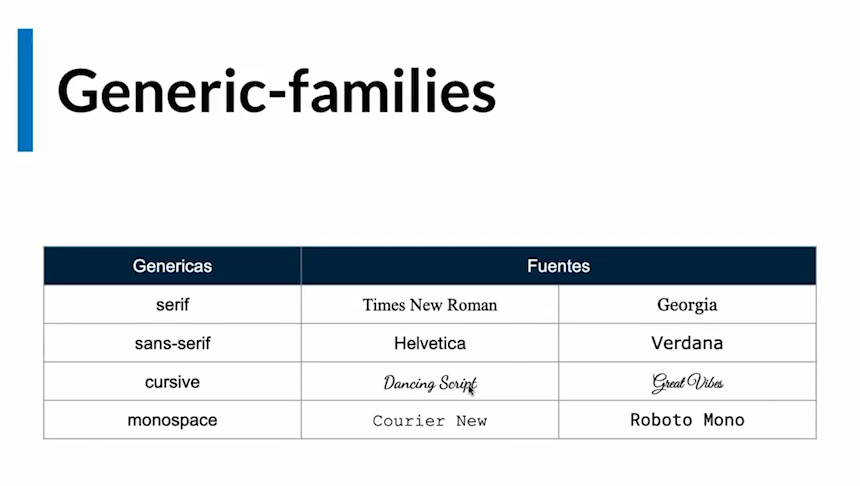 Generic-families
Genericas Fuentes
serif Times New Roman Georgia
sans-serif Helvetica Verdana
cursive Dancing Script Great Vibes
monospace Courier New Roboto Mono